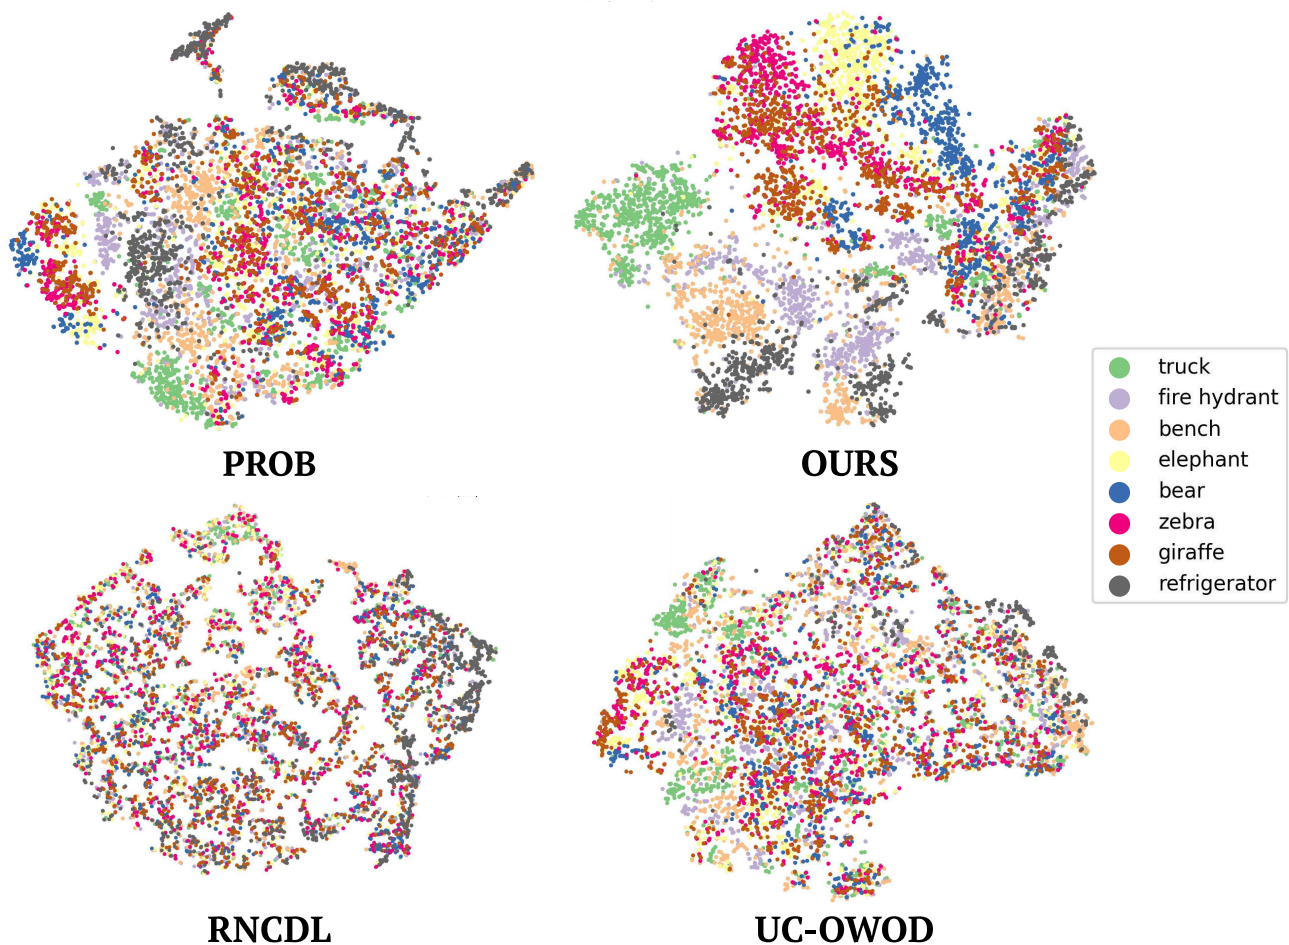 PROB
OURS
truck
fire hydrant
bench
elephant
bear
zebra
giraffe
refrigerator
RNCDL
UC-OWOD